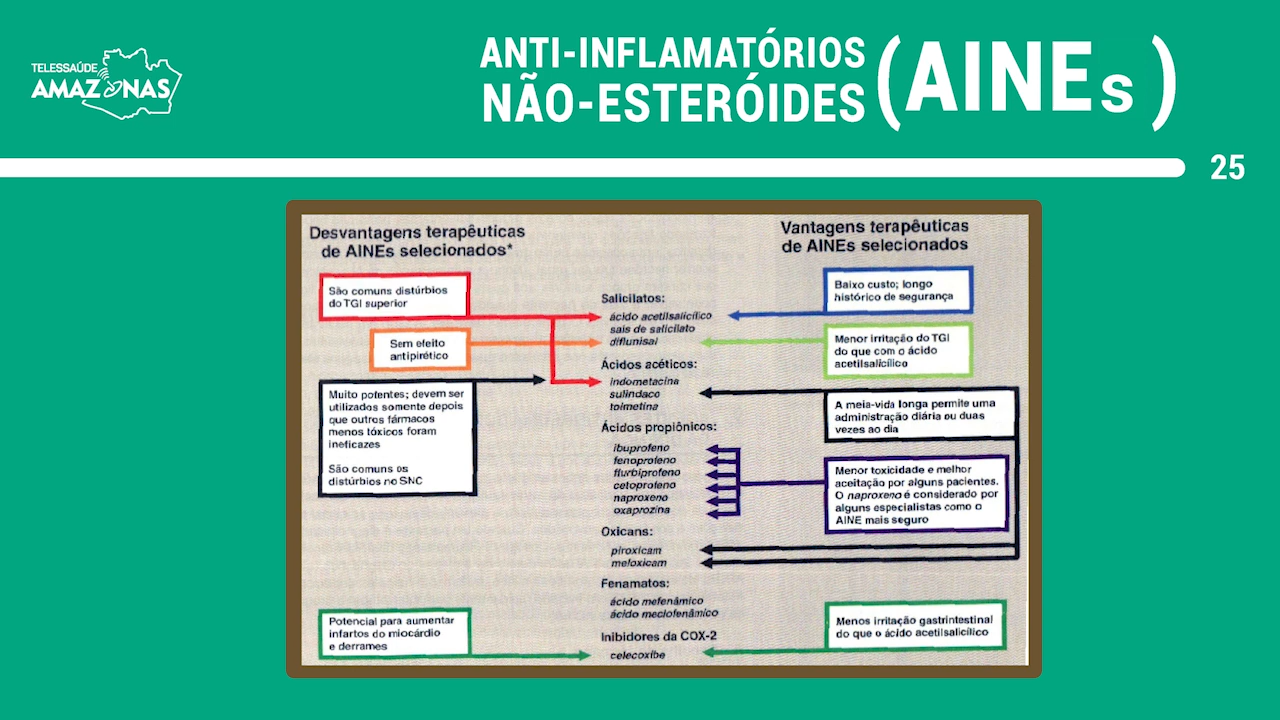 TELESSAÚDE
AMAZONAS
ANTI-INFLAMATÓRIOS
NÃO-ESTERÓIDES
(AINEs)
25
Desvantagens terapêuticas
de AINEs selecionados*
São comuns distúrbios
do TGI superior
Sem efeito
antipirético
Muito potentes; devem ser
utilizados somente depois
que outros fármacos
menos tóxicos foram
ineficazes
São comuns os
distúrbios no SNC
Potencial para aumentar
infartos do miocárdio
e derrames
Salicilatos:
ácido acetilsalicílico
sais de salicilato
diflunisal
Ácidos acéticos:
indometacina
sulindaco
tolmetina
Ácidos propiônicos:
ibuprofeno
fenoprofeno
flurbiprofeno
cetoprofeno
naproxeno
oxaprozina
Oxicans:
piroxicam
meloxicam
Fenamatos:
ácido mefenâmico
ácido meclofenâmico
Inibidores da COX-2
celecoxibe
Vantagens terapêuticas
de AINEs selecionados
Baixo custo; longo
histórico de segurança
Menor irritação do TGI
do que com o ácido
acetilsalicílico
A meia-vida longa permite uma
administração diária ou duas
vezes ao dia
Menor toxicidade e melhor
aceitação por alguns pacientes.
O naproxeno é considerado por
alguns especialistas como o
AINE mais seguro
Menos irritação gastrintestinal
do que o ácido acetilsalicílico